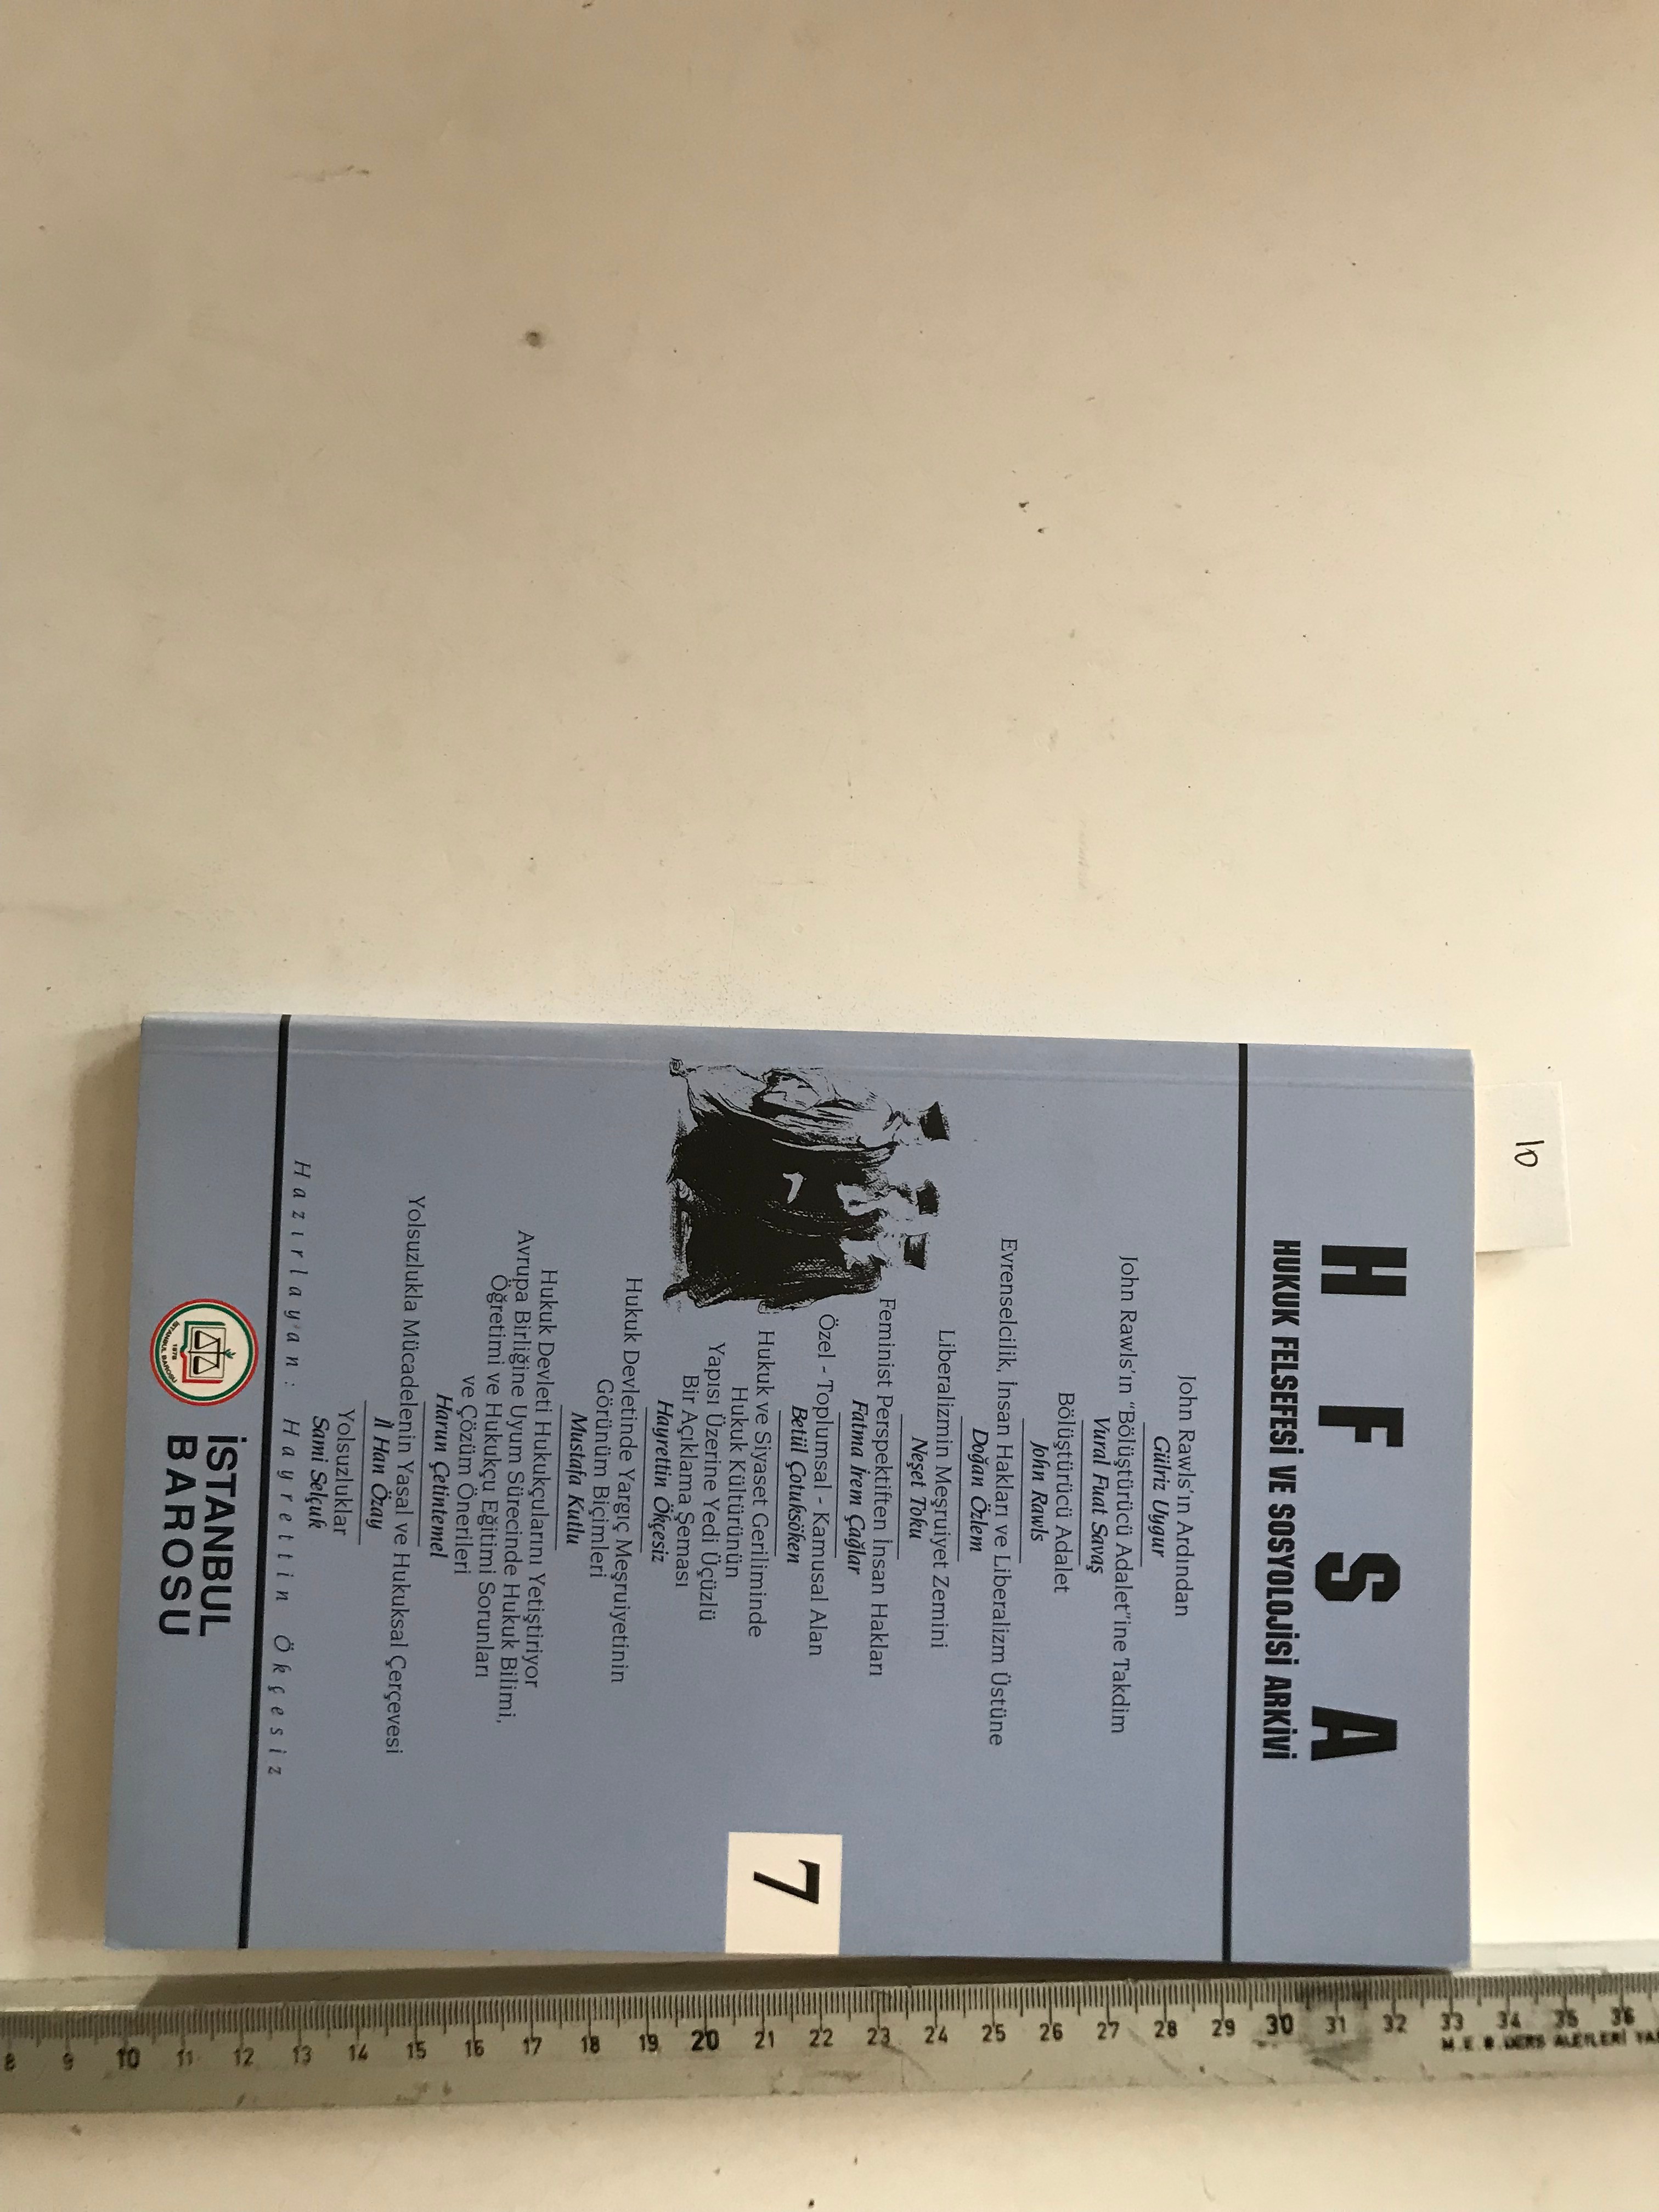 10
H F S A
HUKUK FELSEFESİ VE SOSYOLOJİSİ ARKİVİ
John Rawls'ın Ardından
Gülriz Uygur
John Rawls'ın "Bölüştürücü Adalet"ine Takdim
Vural Fuat Savaş
Bölüştürücü Adalet
John Rawls
Evrenselcilik, İnsan Hakları ve Liberalizm Üstüne
Doğan Özlem
Liberalizmin Meşruiyet Zemini
Neşet Toku
Feminist Perspektiften İnsan Hakları
Fatma İrem Çağlar
Özel - Toplumsal - Kamusal Alan
Betül Çotuksöken
Hukuk ve Siyaset Geriliminde
Hukuk Kültürünün
Yapısı Üzerine Yedi Üçüzlü
Bir Açıklama Şeması
Hayrettin Ökçesiz
Hukuk Devletinde Yargıç Meşruiyetinin
Görünüm Biçimleri
Mustafa Kutlu
Hukuk Devleti Hukukçularını Yetiştiriyor
Avrupa Birliğine Uyum Sürecinde Hukuk Bilimi,
Öğretimi ve Hukukçu Eğitimi Sorunları
ve Çözüm Önerileri
Harun Çetintemel
Yolsuzlukla Mücadelenin Yasal ve Hukuksal Çerçevesi
İl Han Özay
Yolsuzluklar
Sami Selçuk
7
Hazırlayan: Hayrettin Ökçesiz
1878
İSTANBUL BAROSU
İSTANBUL
BAROSU
8 9 10 11 12 13 14 15 16 17 18 19 20 21 22 23 24 25 26 27 28 29 30 31 32 33 34 35 36
M.E.B. DERS ALETLERİ